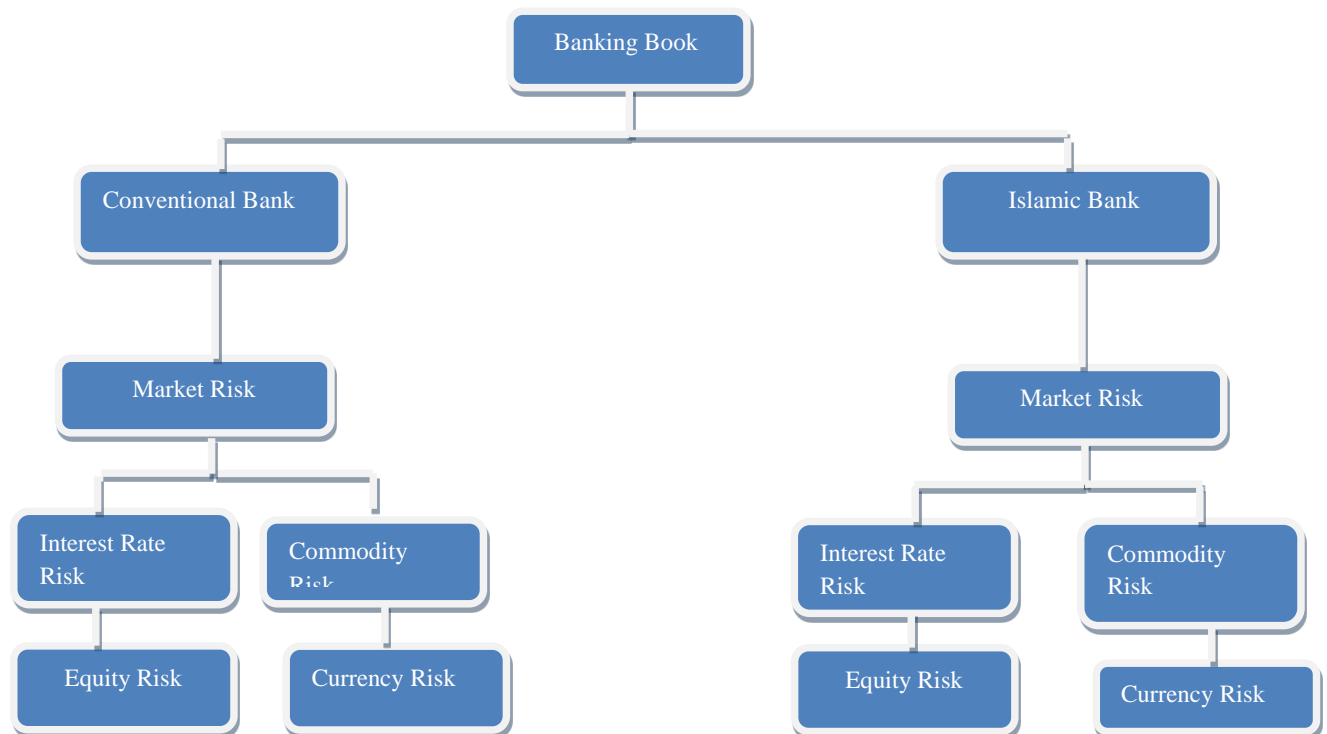 Banking Book
Conventional Bank
Islamic Bank
Market Risk
Market Risk
Interest Rate
Risk
Commodity
Risk
Interest Rate
Risk
Commodity
Risk
Equity Risk
Currency Risk
Equity Risk
Currency Risk